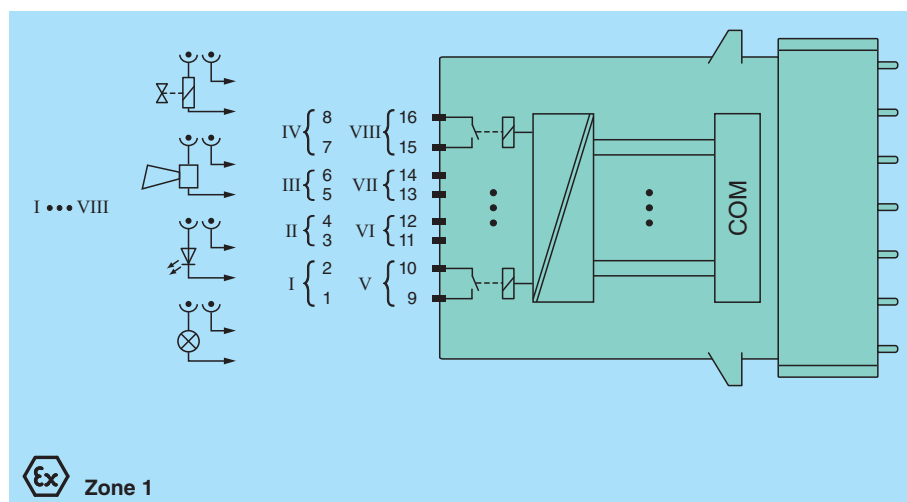 I ••• VIII
IV { 8 7
III { 6 5
II { 4 3
I { 2 1
VIII { 16 15
VII { 14 13
VI { 12 11
V { 10 9
COM
Ex Zone 1